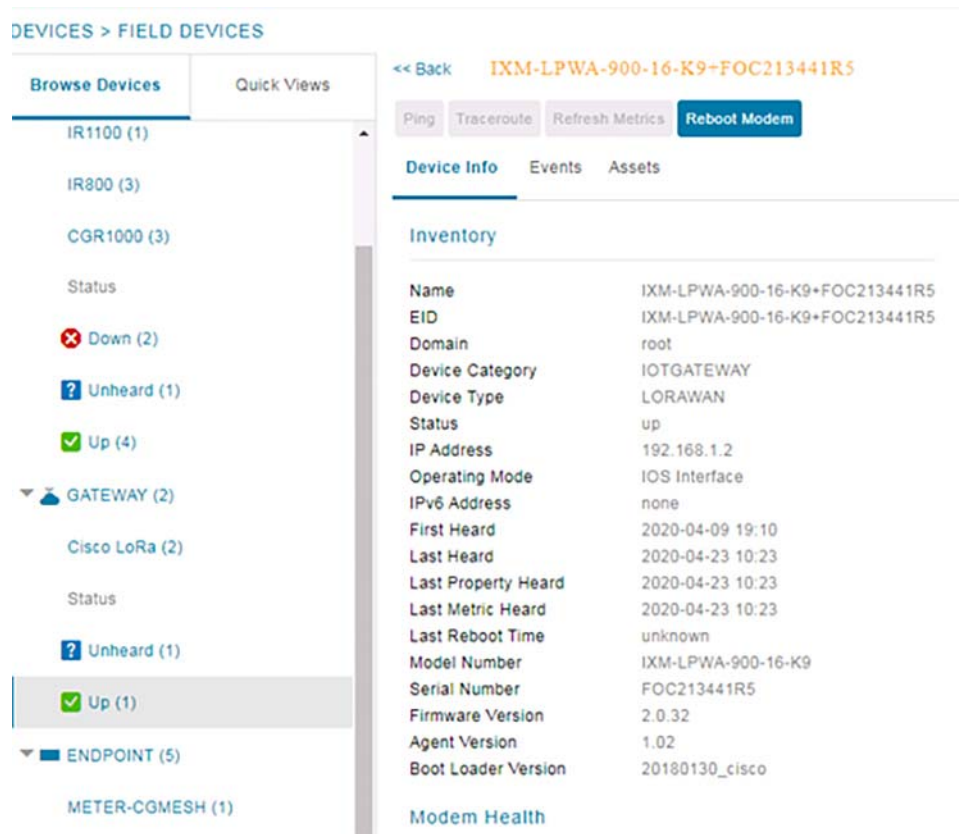 DEVICES > FIELD DEVICES
Browse Devices
Quick Views
IR1100 (1)
IR800 (3)
CGR1000 (3)
Status
Down (2)
Unheard (1)
Up (4)
GATEWAY (2)
Cisco LoRa (2)
Status
Unheard (1)
Up (1)
ENDPOINT (5)
METER-CGMESH (1)
<< Back IXM-LPWA-900-16-K9+FOC213441R5
Ping Traceroute Refresh Metrics Reboot Modem
Device Info Events Assets
Inventory
Name IXM-LPWA-900-16-K9+FOC213441R5
EID IXM-LPWA-900-16-K9+FOC213441R5
Domain root
Device Category IOTGATEWAY
Device Type LORAWAN
Status up
IP Address 192.168.1.2
Operating Mode IOS Interface
IPv6 Address none
First Heard 2020-04-09 19:10
Last Heard 2020-04-23 10:23
Last Property Heard 2020-04-23 10:23
Last Metric Heard 2020-04-23 10:23
Last Reboot Time unknown
Model Number IXM-LPWA-900-16-K9
Serial Number FOC213441R5
Firmware Version 2.0.32
Agent Version 1.02
Boot Loader Version 20180130_cisco
Modem Health